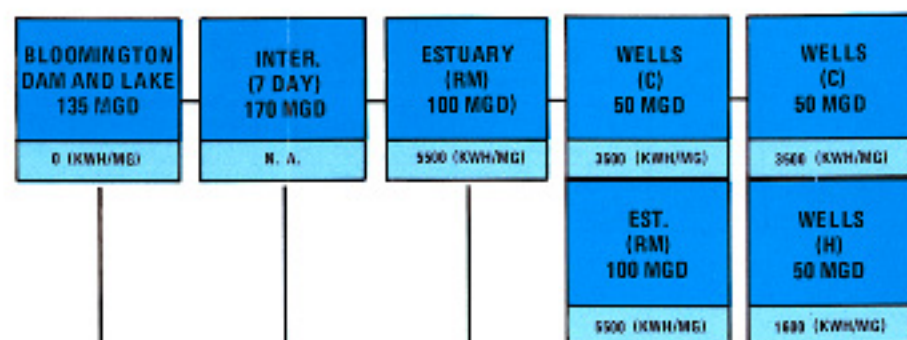 BLOOMINGTON
DAM AND LAKE
135 MGD
0 (KWH/MG)
INTER.
(7 DAY)
170 MGD
N. A.
ESTUARY
(RM)
100 MGD)
5500 (KWH/MG)
WELLS
(C)
50 MGD
3500 (KWH/MG)
WELLS
(C)
50 MGD
3500 (KWH/MG)
EST.
(RM)
100 MGD
5500 (KWH/MG)
WELLS
(H)
50 MGD
1600 (KWH/MG)